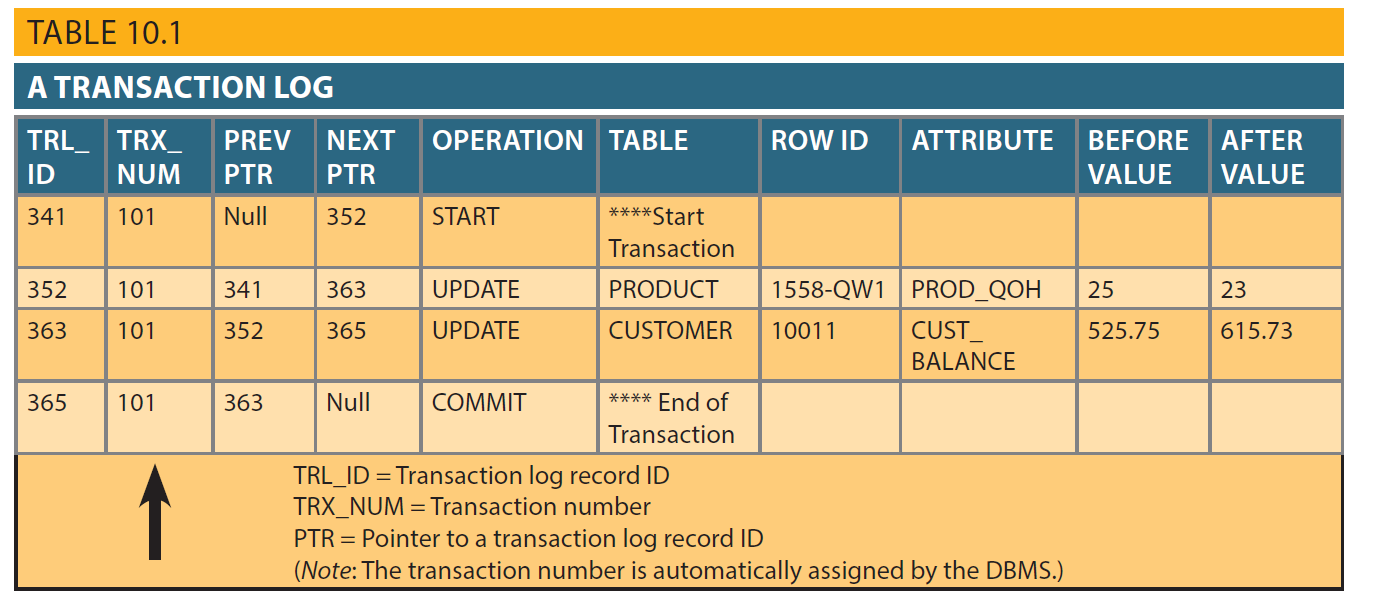 TABLE 10.1
A TRANSACTION LOG
TRL_ TRX_ PREV NEXT OPERATION TABLE ROW ID ATTRIBUTE BEFORE AFTER
ID NUM PTR PTR VALUE VALUE
341 101 Null 352 START ****Start
Transaction
352 101 341 363 UPDATE PRODUCT 1558-QW1 PROD_QOH 25 23
363 101 352 365 UPDATE CUSTOMER 10011 CUST_ 525.75 615.73
BALANCE
365 101 363 Null COMMIT **** End of
Transaction
TRL_ID = Transaction log record ID
TRX_NUM = Transaction number
PTR = Pointer to a transaction log record ID
(Note: The transaction number is automatically assigned by the DBMS.)